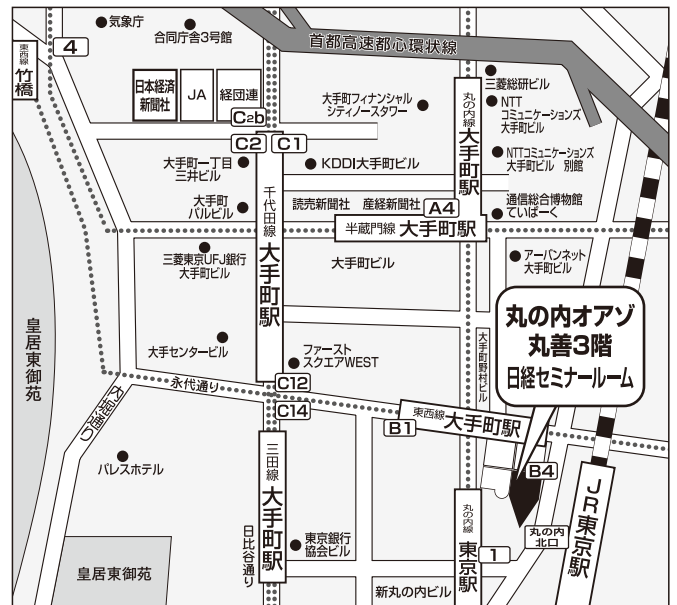 気象庁
合同庁舎3号館
首都高速都心環状線
4
東西線
竹橋
日本経済
新聞社
JA
経団連
C2b
大手町フィナンシャル
シティノースタワー
三菱総研ビル
NTT
コミュニケーションズ
大手町ビル
丸の内線
大手町駅
C2
C1
大手町一丁目
三井ビル
KDDI大手町ビル
NTTコミュニケーションズ
大手町ビル 別館
大手町
パルビル
千代田線
大手町駅
読売新聞社
産経新聞社
A4
通信総合博物館
ていぱーく
半蔵門線 大手町駅
三菱東京UFJ銀行
大手町ビル
大手町ビル
アーバンネット
大手町ビル
皇居東御苑
丸の内オアゾ
丸善3階
日経セミナールーム
大手センタービル
ファースト
スクエアWEST
大手町野村ビル
永代通り
C12
C14
内堀通り
東西線 大手町駅
B1
B4
パレスホテル
三田線
大手町駅
丸の内線
東京駅
1
丸の内
北口
JR東京駅
日比谷通り
東京銀行
協会ビル
皇居東御苑
新丸の内ビル